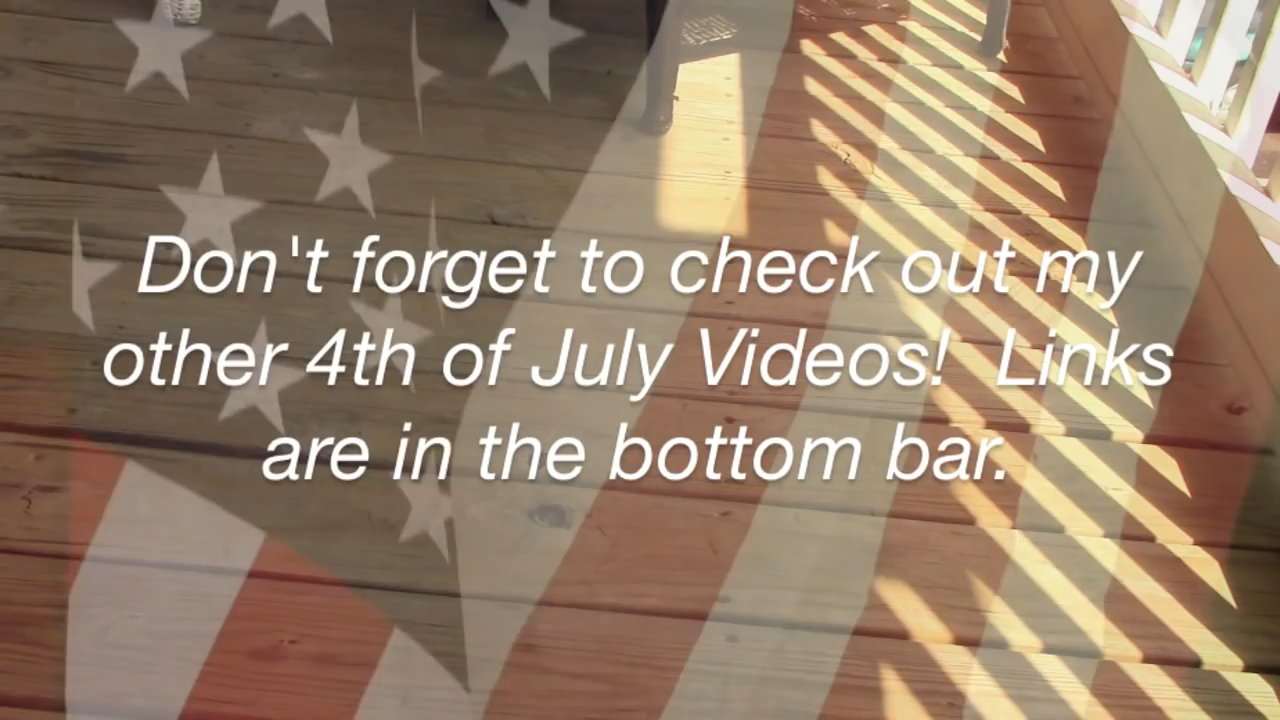 Don't forget to check out my
other 4th of July Videos!  Links
are in the bottom bar.